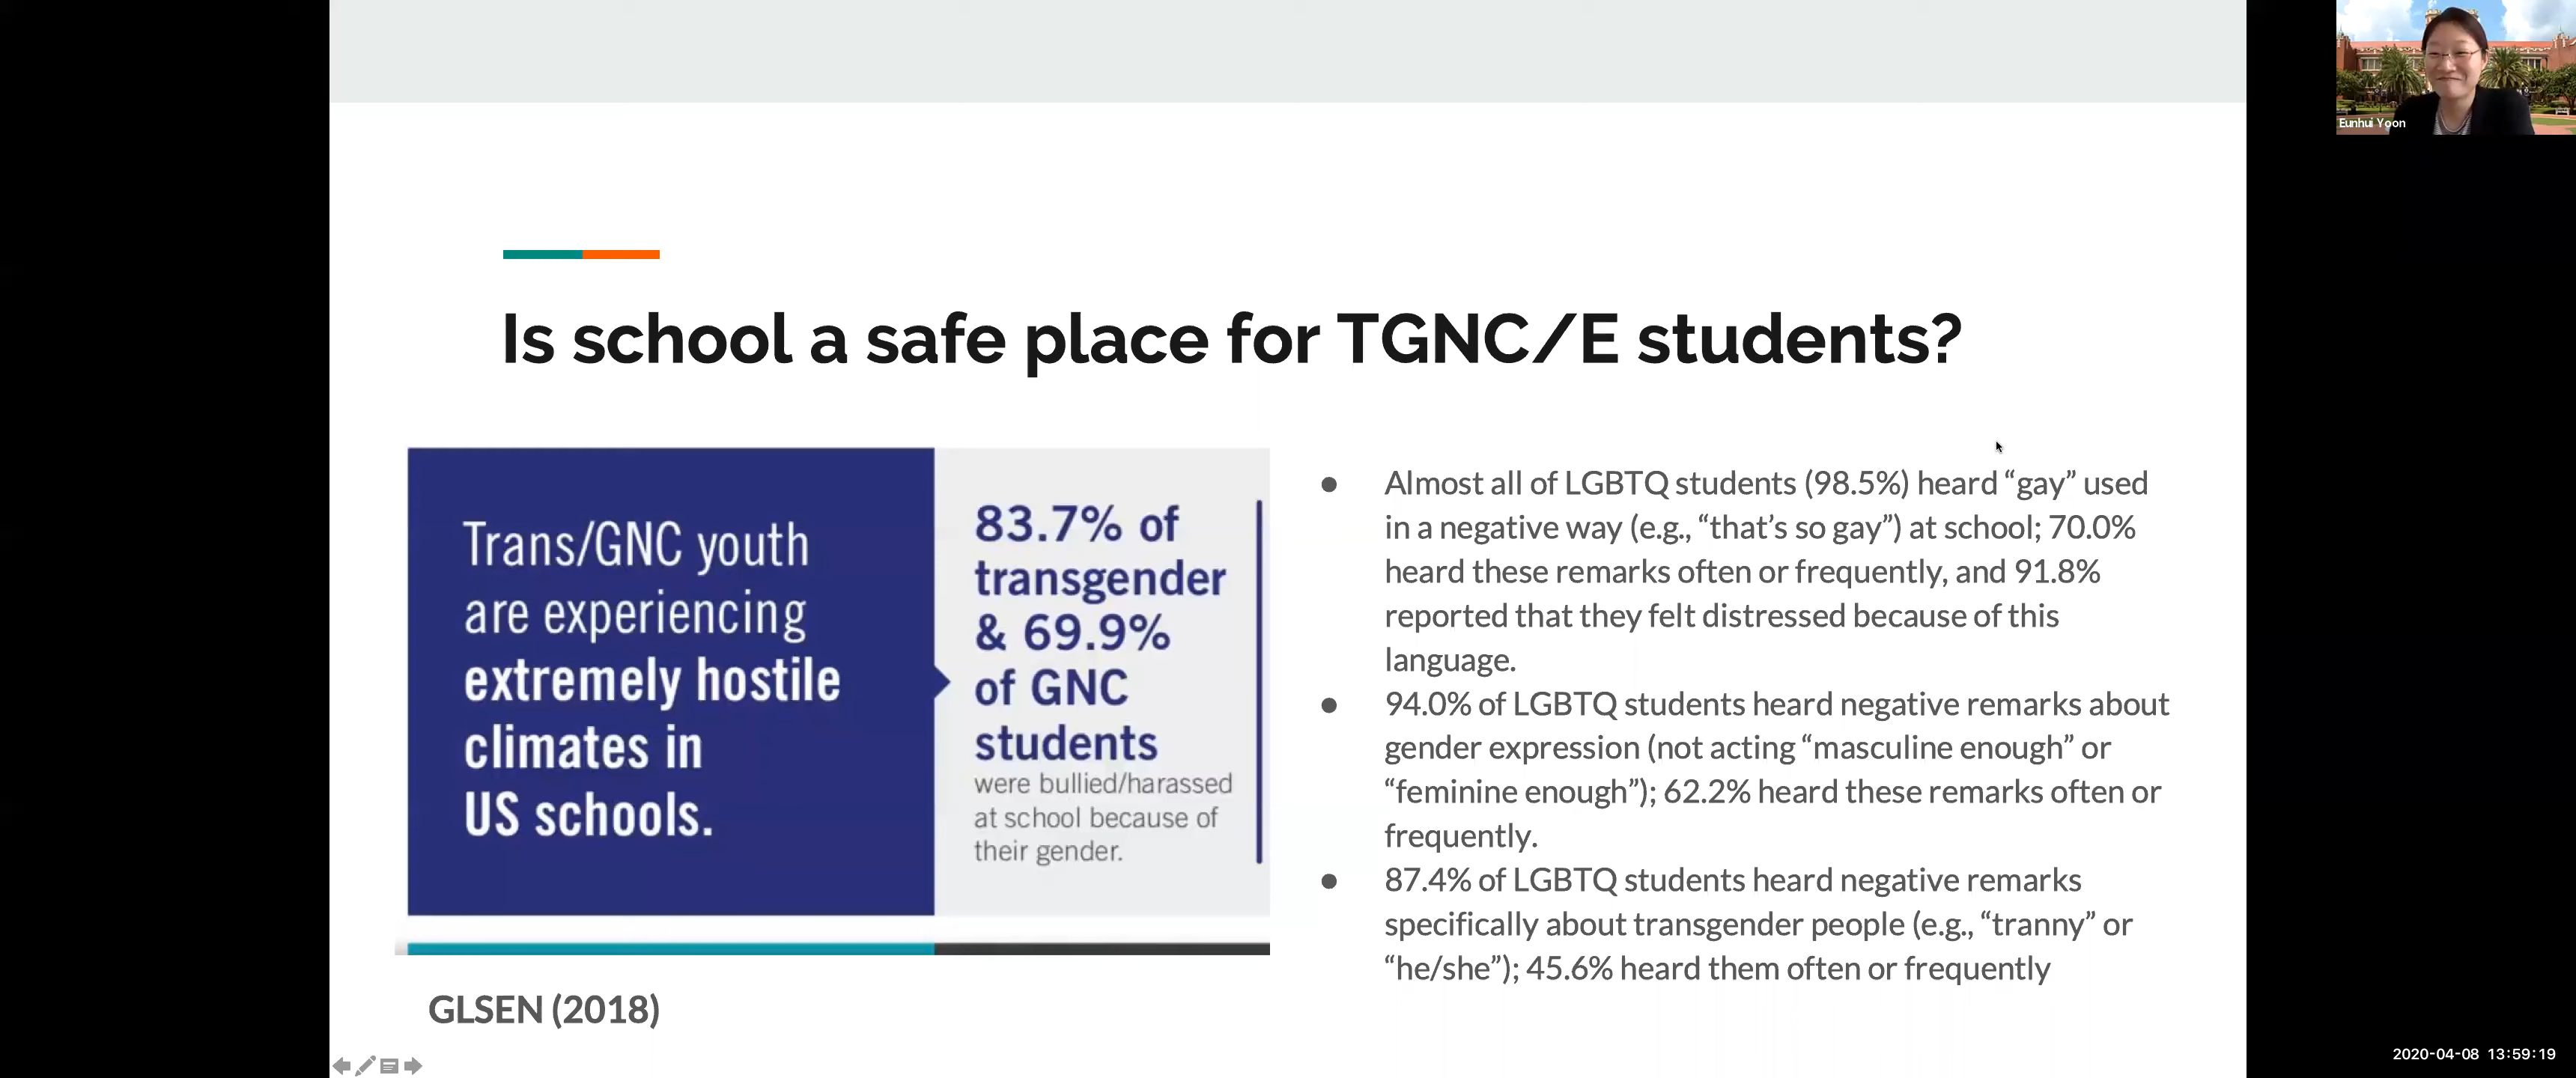 Eunhui Yoon
Is school a safe place for TGNC/E students?
Trans/GNC youth
are experiencing
extremely hostile
climates in
US schools.
83.7% of
transgender
& 69.9%
of GNC
students
were bullied/harassed
at school because of
their gender.
GLSEN (2018)
● Almost all of LGBTQ students (98.5%) heard “gay” used
in a negative way (e.g., “that’s so gay”) at school; 70.0%
heard these remarks often or frequently, and 91.8%
reported that they felt distressed because of this
language.
● 94.0% of LGBTQ students heard negative remarks about
gender expression (not acting “masculine enough” or
“feminine enough”); 62.2% heard these remarks often or
frequently.
● 87.4% of LGBTQ students heard negative remarks
specifically about transgender people (e.g., “tranny” or
“he/she”); 45.6% heard them often or frequently
2020-04-08 13:59:19